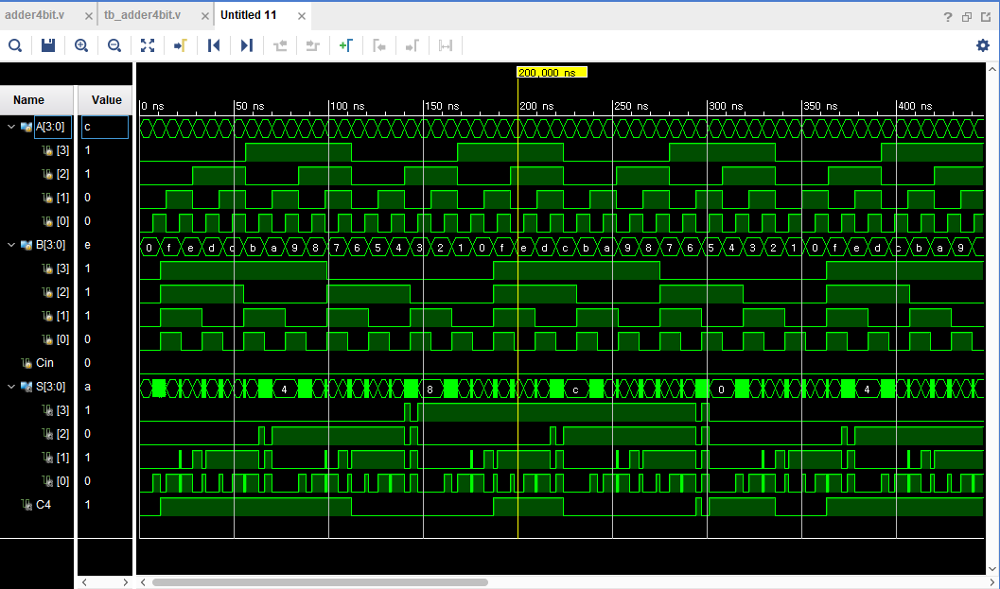 adder4bit.v
tb_adder4bit.v
Untitled 11
200,000 ns
Name Value
0 ns 50 ns 100 ns 150 ns 200 ns 250 ns 300 ns 350 ns 400 ns
A[3:0] c
[3] 1
[2] 1
[1] 0
[0] 0
B[3:0] e 0 f e d c b a 9 8 7 6 5 4 3 2 1 0 f e d c b a 9 8 7 6 5 4 3 2 1 0 f e d c b a 9
[3] 1
[2] 1
[1] 1
[0] 0
Cin 0
S[3:0] a 4 8 c 0 4
[3] 1
[2] 0
[1] 1
[0] 0
C4 1